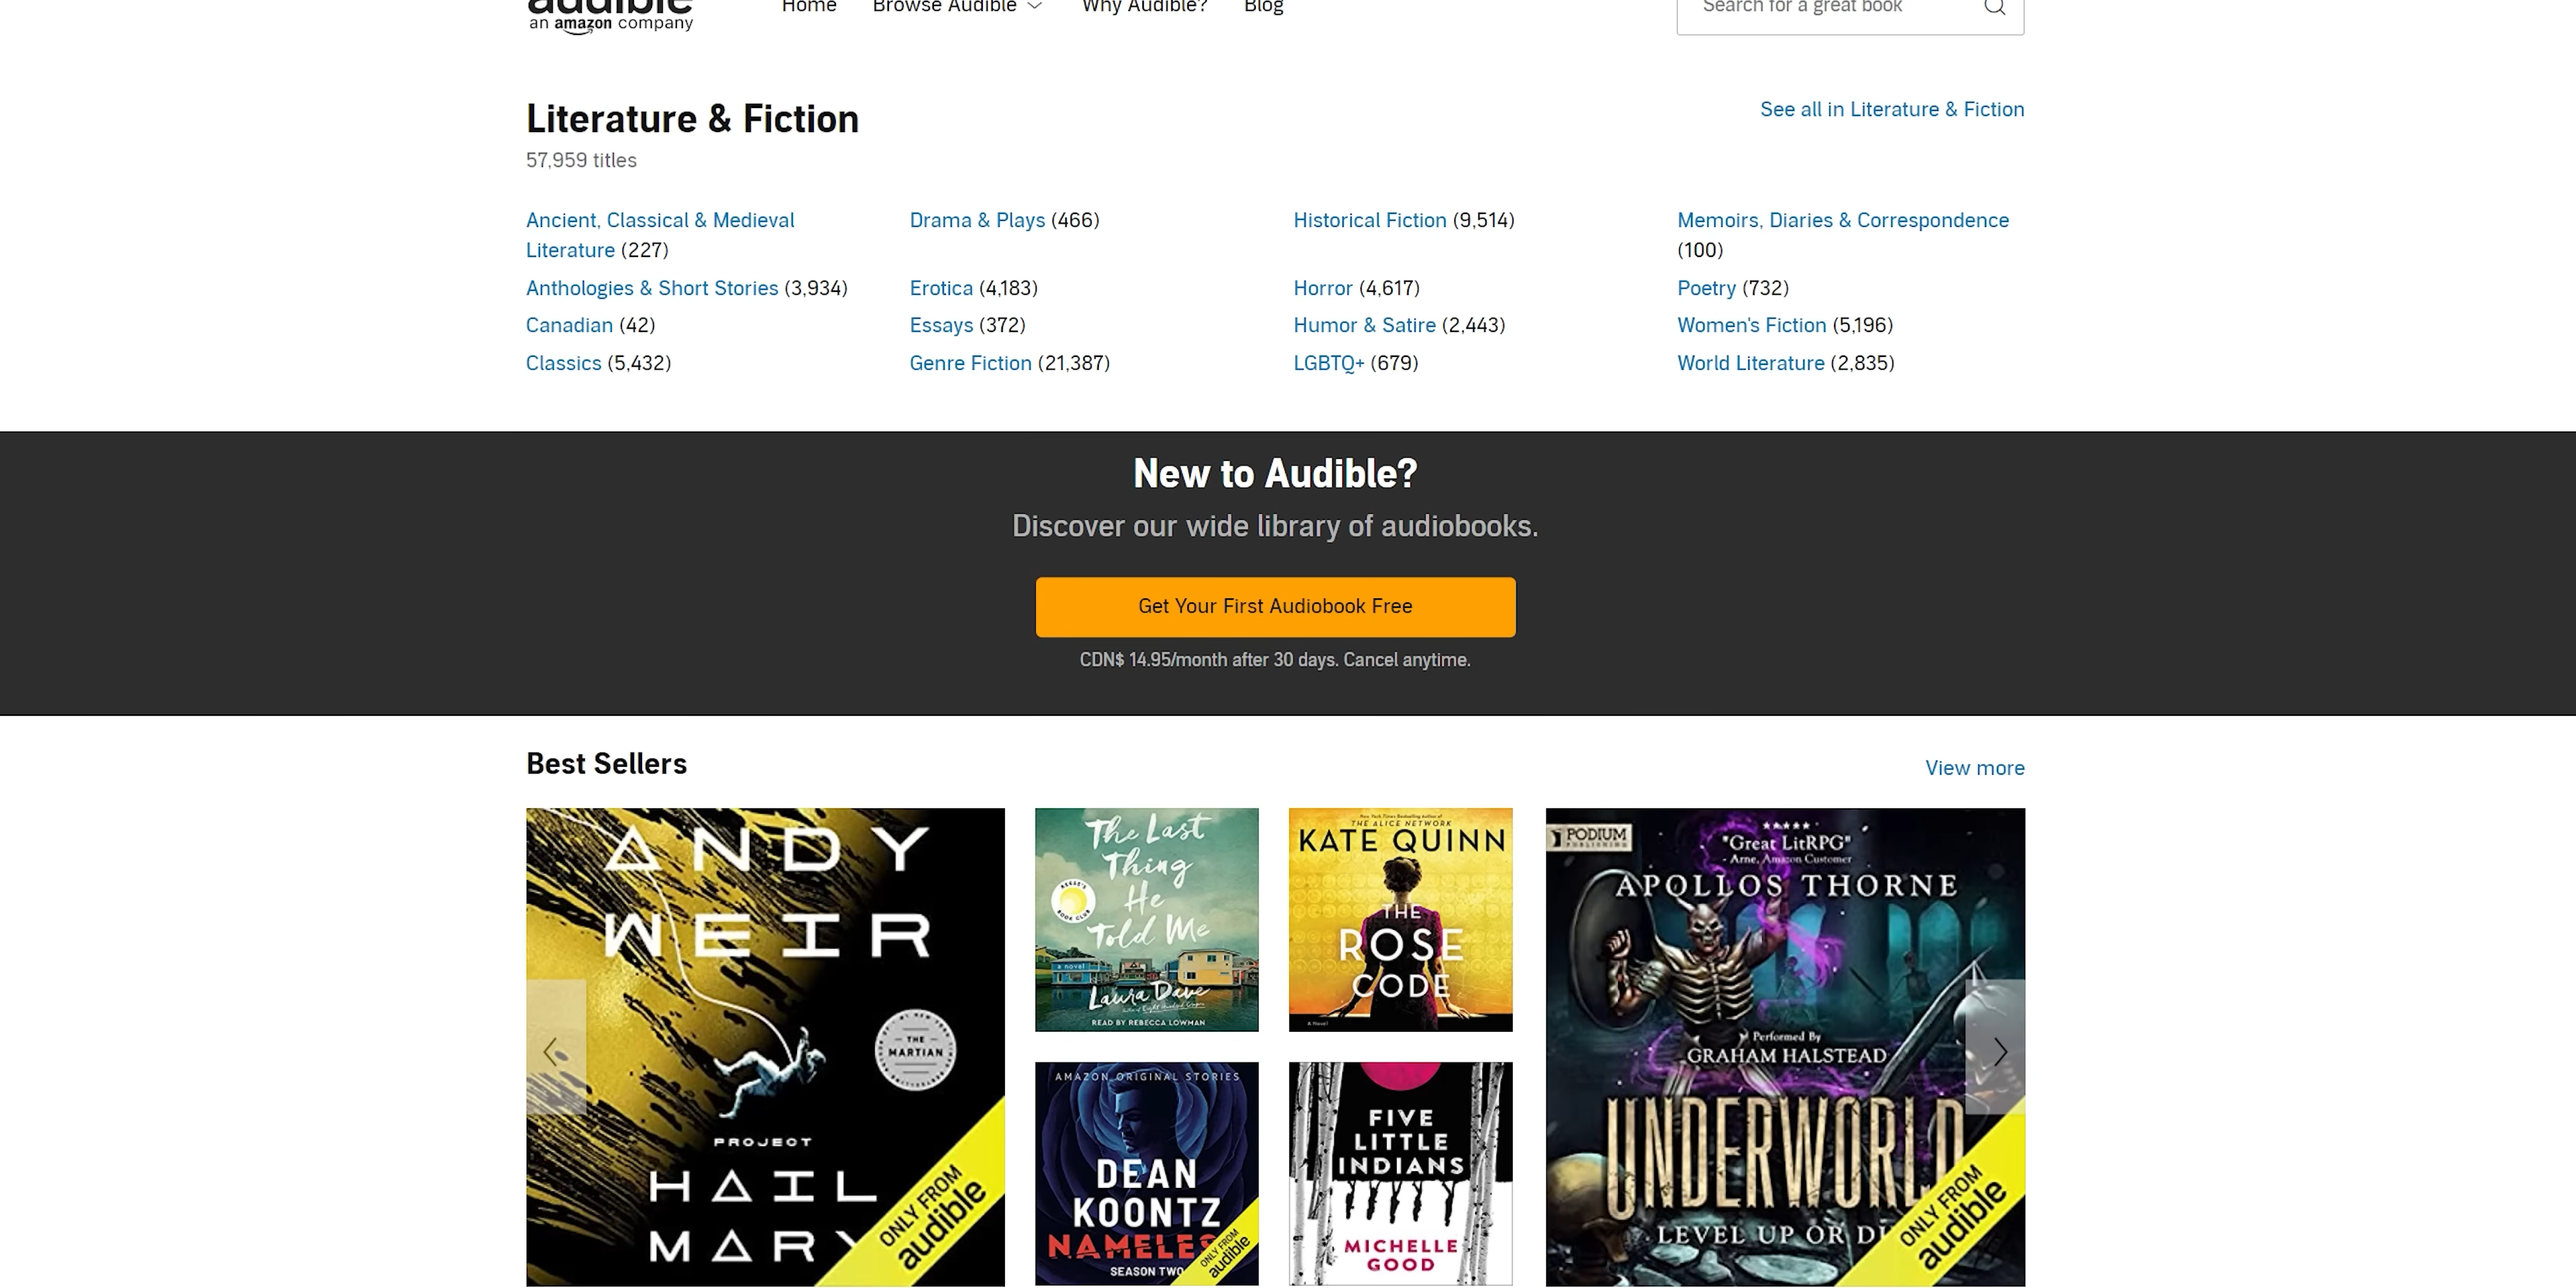 audible
an amazon company
Home Browse Audible Why Audible? Blog
Search for a great book
Literature & Fiction
See all in Literature & Fiction
57,959 titles
Ancient, Classical & Medieval
Literature (227)
Drama & Plays (466)
Historical Fiction (9,514)
Memoirs, Diaries & Correspondence
(100)
Anthologies & Short Stories (3,934)
Erotica (4,183)
Horror (4,617)
Poetry (732)
Canadian (42)
Essays (372)
Humor & Satire (2,443)
Women's Fiction (5,196)
Classics (5,432)
Genre Fiction (21,387)
LGBTQ+ (679)
World Literature (2,835)
New to Audible?
Discover our wide library of audiobooks.
Get Your First Audiobook Free
CDN$ 14.95/month after 30 days. Cancel anytime.
Best Sellers
View more
ANDY
WEIR
THE
MARTIAN
PROJECT
HAIL
MARY
ONLY FROM
audible
The Last
Thing
He
Told Me
REESE'S
BOOK CLUB
a novel
Laura Dave
READ BY REBECCA LOWMAN
New York Times Bestselling Author of
THE ALICE NETWORK
KATE QUINN
THE
ROSE
CODE
A Novel
AMAZON ORIGINAL STORIES
DEAN
KOONTZ
NAMELES
SEASON TWO
ONLY FROM
audible
FIVE
LITTLE
INDIANS
MICHELLE
GOOD
PODIUM
PUBLISHING
"Great LitRPG"
- Arne, Amazon Customer
APOLLOS THORNE
Performed By
GRAHAM HALSTEAD
UNDERWORLD
LEVEL UP OR DI
ONLY FROM
audible